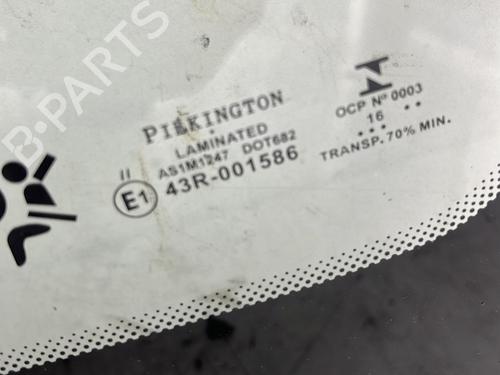 B-PARTS
PILKINGTON
LAMINATED
AS1M1247 DOT682
II
E1 43R-001586
OCP Nº 0003
16 ..
...
TRANSP. 70% MIN.